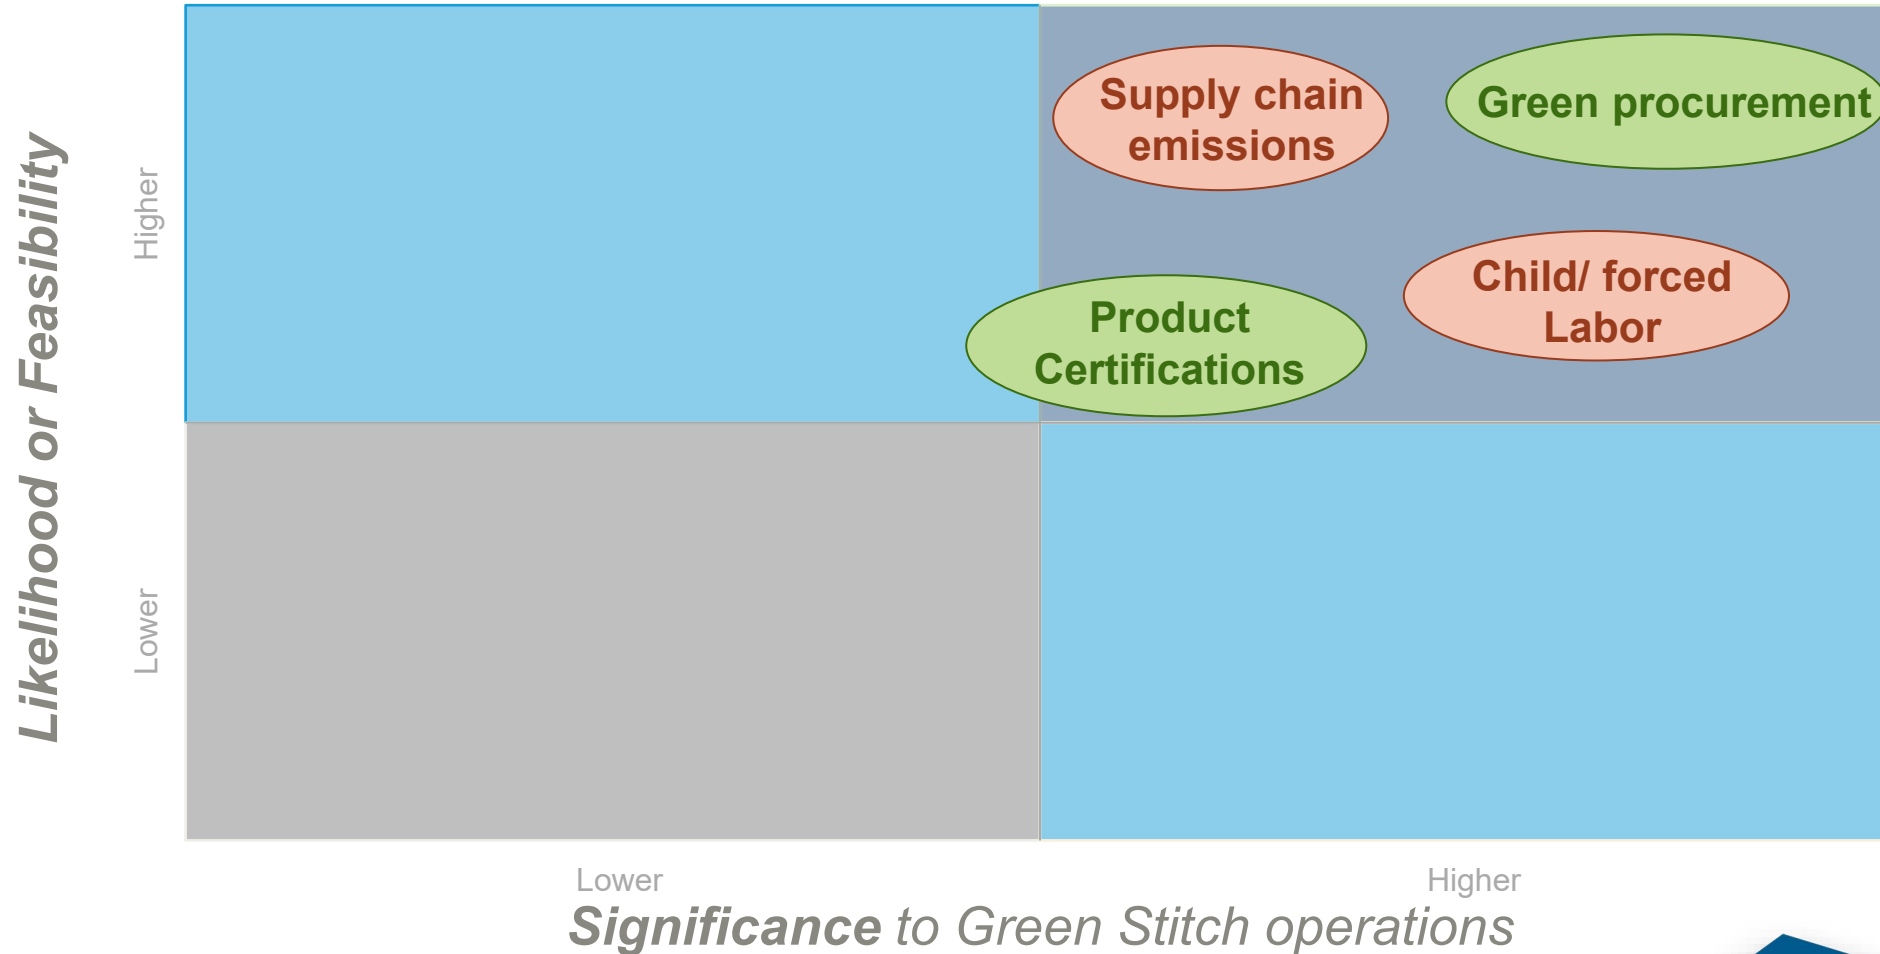 Likelihood or Feasibility
Higher
Lower
Supply chain
emissions
Green procurement
Product
Certifications
Child/ forced
Labor
Lower
Higher
Significance to Green Stitch operations